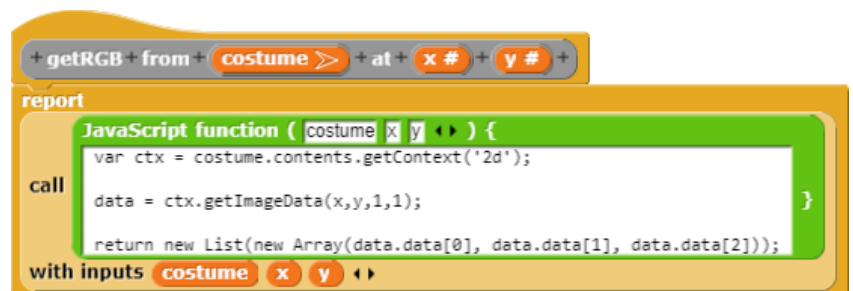 + getRGB + from + costume > + at + x # + y # +
report
JavaScript function ( costume x y ) {
var ctx = costume.contents.getContext('2d');
call
data = ctx.getImageData(x,y,1,1);
}
return new List(new Array(data.data[0], data.data[1], data.data[2]));
with inputs costume x y